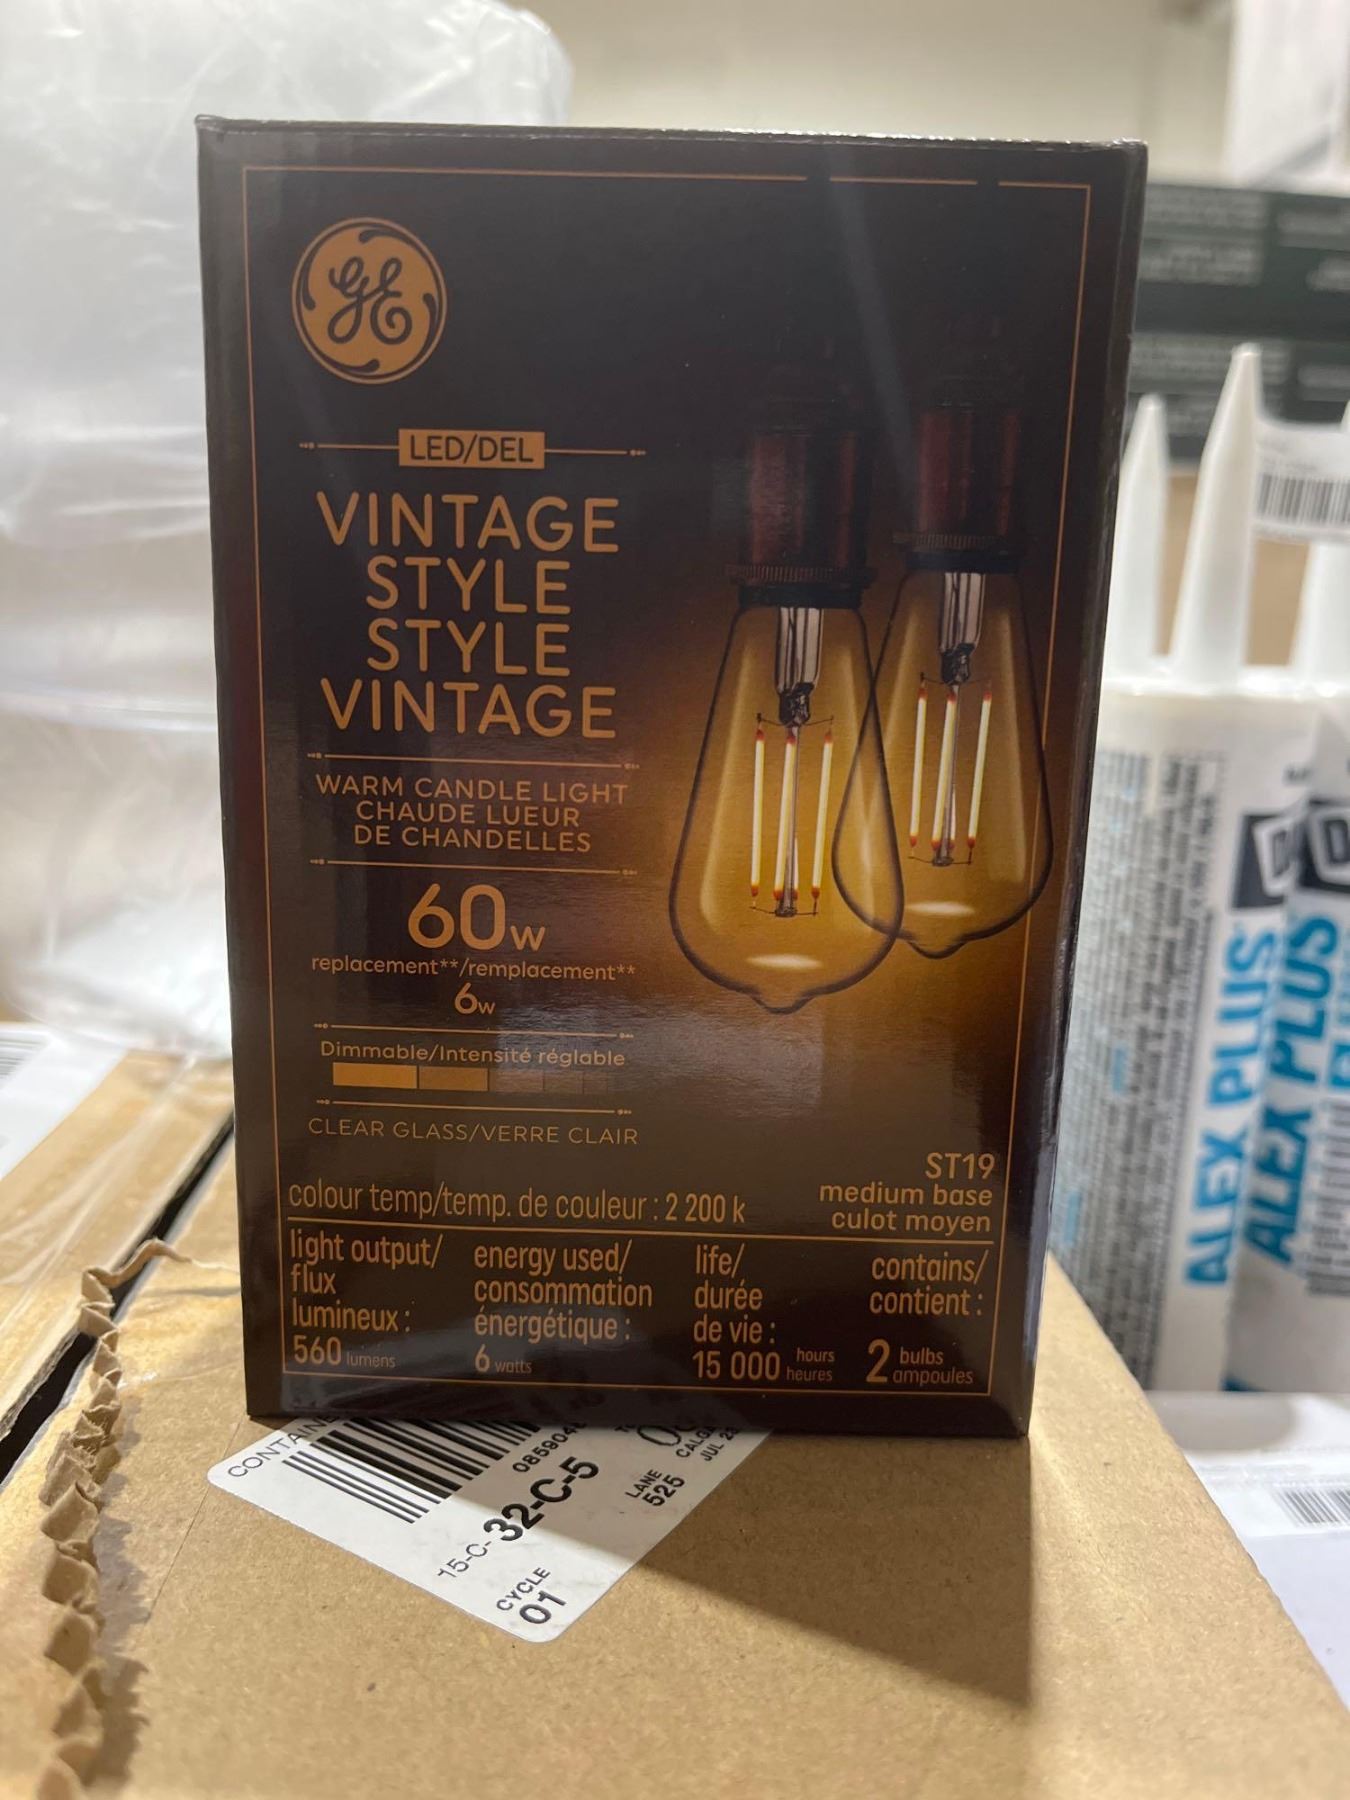 GE
LED/DEL
VINTAGE
STYLE
STYLE
VINTAGE
WARM CANDLE LIGHT
CHAUDE LUEUR
DE CHANDELLES
60w
replacement**/remplacement**
6w
Dimmable/Intensité réglable
CLEAR GLASS/VERRE CLAIR
ST19
medium base
culot moyen
colour temp/temp. de couleur : 2 200 k
light output/
flux
lumineux :
560 lumens
energy used/
consommation
énergétique :
6 watts
life/
durée
de vie :
15 000 hours
heures
contains/
contient :
2 bulbs
ampoules
15-C-32-C-5
LANE
525
JUL
CYCLE
01
ALEX PLUS
ALEX PLUS